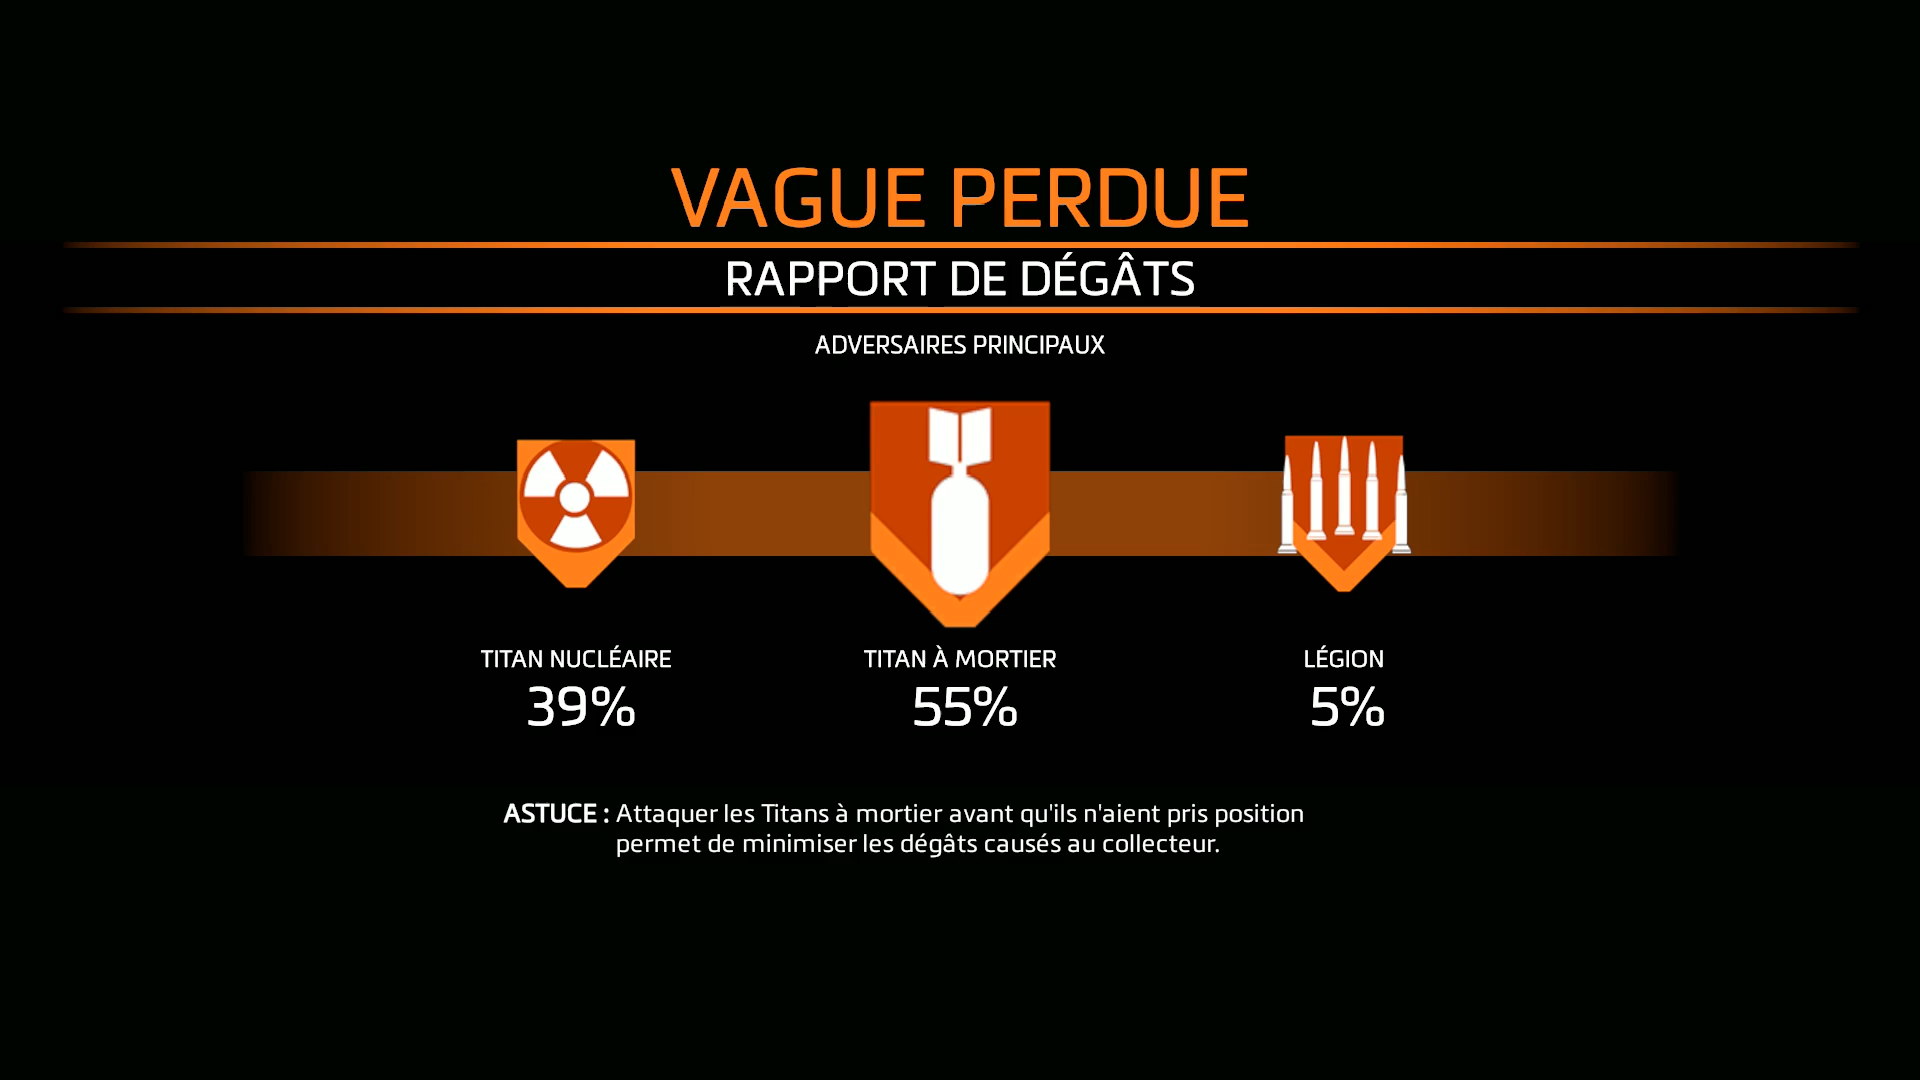 VAGUE PERDUE
RAPPORT DE DÉGÂTS
ADVERSAIRES PRINCIPAUX
TITAN NUCLÉAIRE
39%
TITAN À MORTIER
55%
LÉGION
5%
ASTUCE : Attaquer les Titans à mortier avant qu'ils n'aient pris position
permet de minimiser les dégâts causés au collecteur.